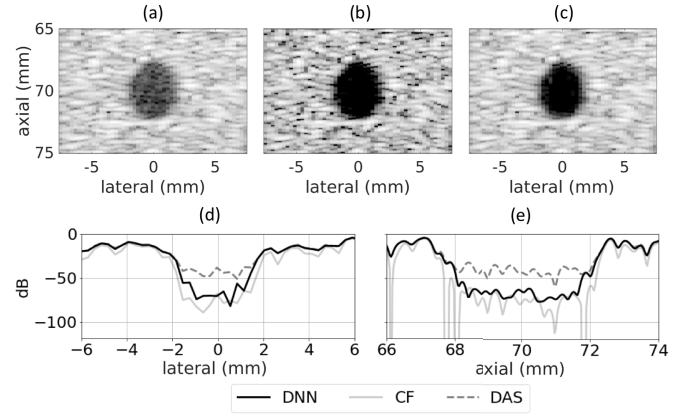 (a) (b) (c)
65
70
75
axial (mm)
-5 0 5 -5 0 5 -5 0 5
lateral (mm) lateral (mm) lateral (mm)
(d) (e)
0
−50
−100
dB
−6 −4 −2 0 2 4 6 66 68 70 72 74
lateral (mm) axial (mm)
DNN CF DAS